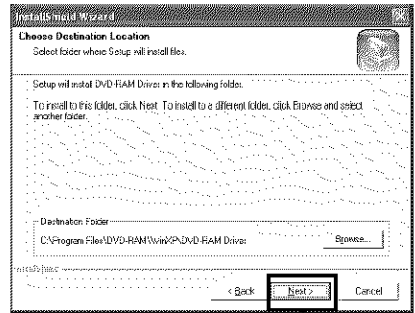 InstallShield Wizard
Choose Destination Location
Select folder where Setup will install files.
Setup will install DVD-RAM Driver in the following folder.
To install to this folder, click Next. To install to a different folder, click Browse and select
another folder.
Destination Folder
C:\Program Files\DVD-RAM\WinXP\DVD-RAM Driver
Browse...
InstallShield
< Back
Next >
Cancel